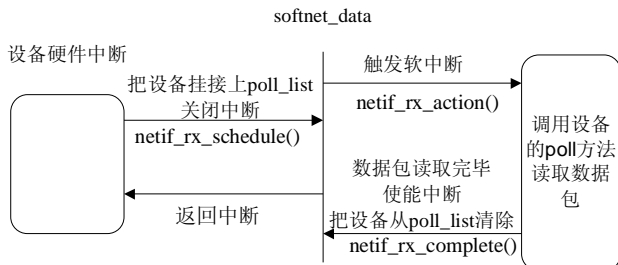 softnet_data
设备硬件中断
把设备挂接上poll_list
关闭中断
netif_rx_schedule()
返回中断
触发软中断
netif_rx_action()
数据包读取完毕
使能中断
把设备从poll_list清除
netif_rx_complete()
调用设备
的poll方法
读取数据
包